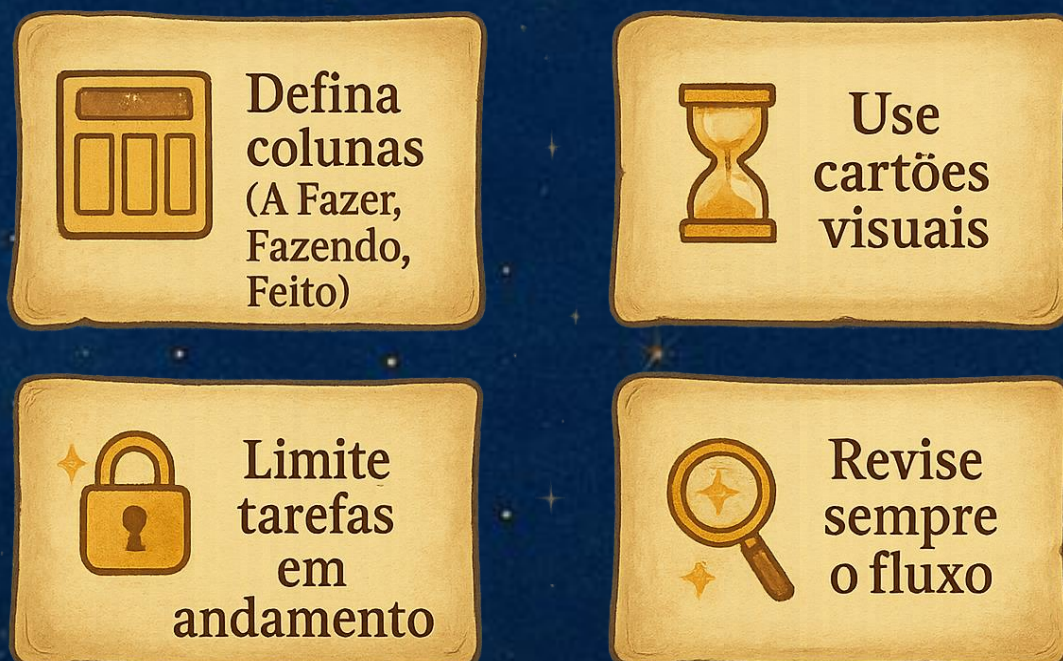 Defina
colunas
(A Fazer,
Fazendo,
Feito)
Use
cartões
visuais
Limite
tarefas
em
andamento
Revise
sempre
o fluxo